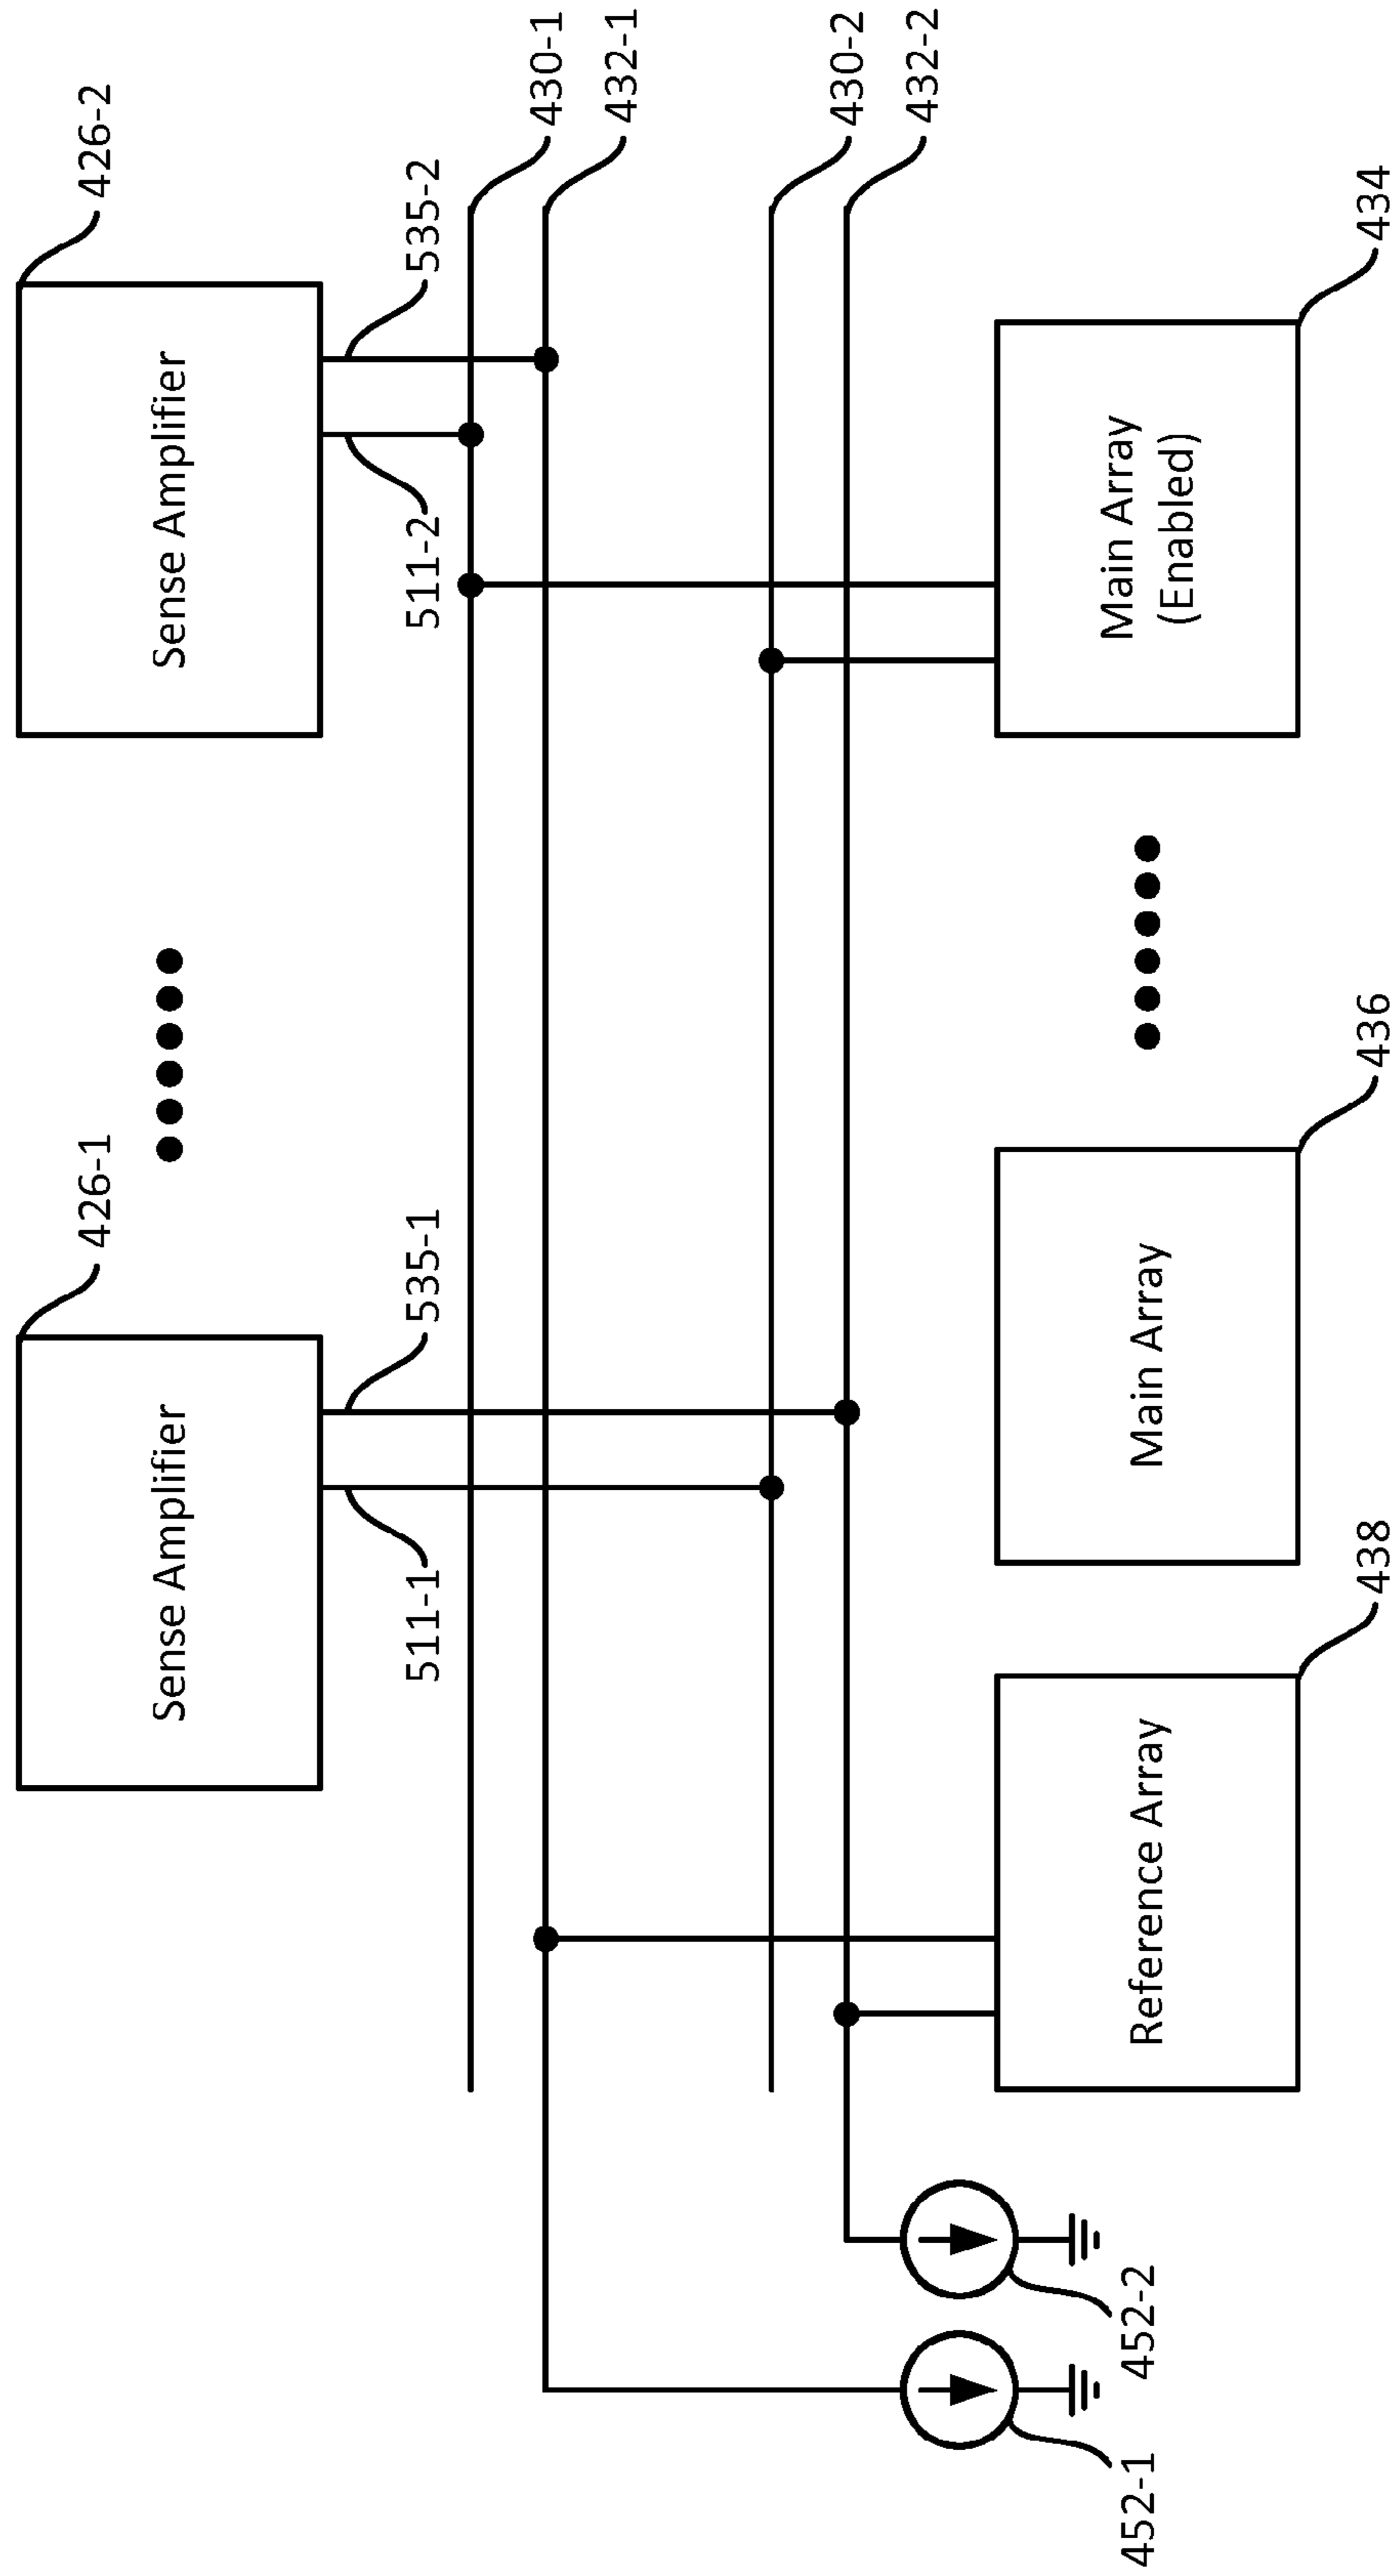 426-1
426-2
Sense Amplifier
Sense Amplifier
511-1
535-1
511-2
535-2
430-1
432-1
430-2
432-2
452-1
452-2
Reference Array
Main Array
Main Array
(Enabled)
438
436
434